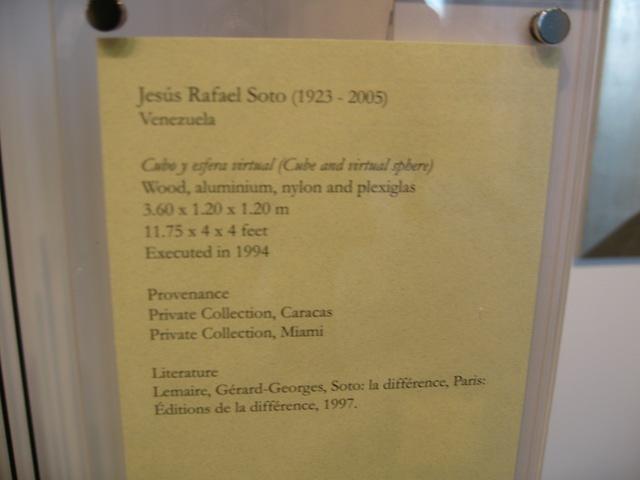 Jesús Rafael Soto (1923 - 2005)
Venezuela
Cubo y esfera virtual (Cube and virtual sphere)
Wood, aluminium, nylon and plexiglas
3.60 x 1.20 x 1.20 m
11.75 x 4 x 4 feet
Executed in 1994
Provenance
Private Collection, Caracas
Private Collection, Miami
Literature
Lemaire, Gérard-Georges, Soto: la différence, Paris:
Éditions de la différence, 1997.